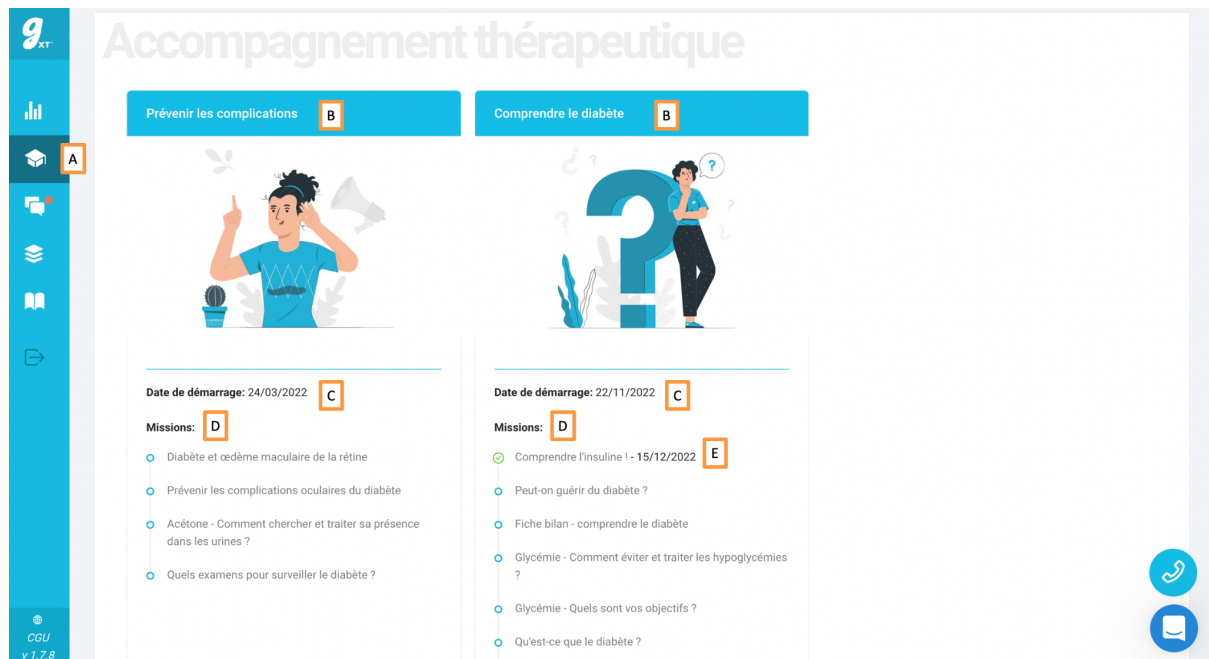 g
XT
Accompagnement thérapeutique
Prévenir les complications
B
Comprendre le diabète
B
A
?
?
?
?
?
?
Date de démarrage: 24/03/2022
C
Missions:
D
Diabète et œdème maculaire de la rétine
Prévenir les complications oculaires du diabète
Acétone - Comment chercher et traiter sa présence
dans les urines ?
Quels examens pour surveiller le diabète ?
Date de démarrage: 22/11/2022
C
Missions:
D
Comprendre l'insuline ! - 15/12/2022
E
Peut-on guérir du diabète ?
Fiche bilan - comprendre le diabète
Glycémie - Comment éviter et traiter les hypoglycémies
?
Glycémie - Quels sont vos objectifs ?
Qu'est-ce que le diabète ?
CGU
v 1.7.8